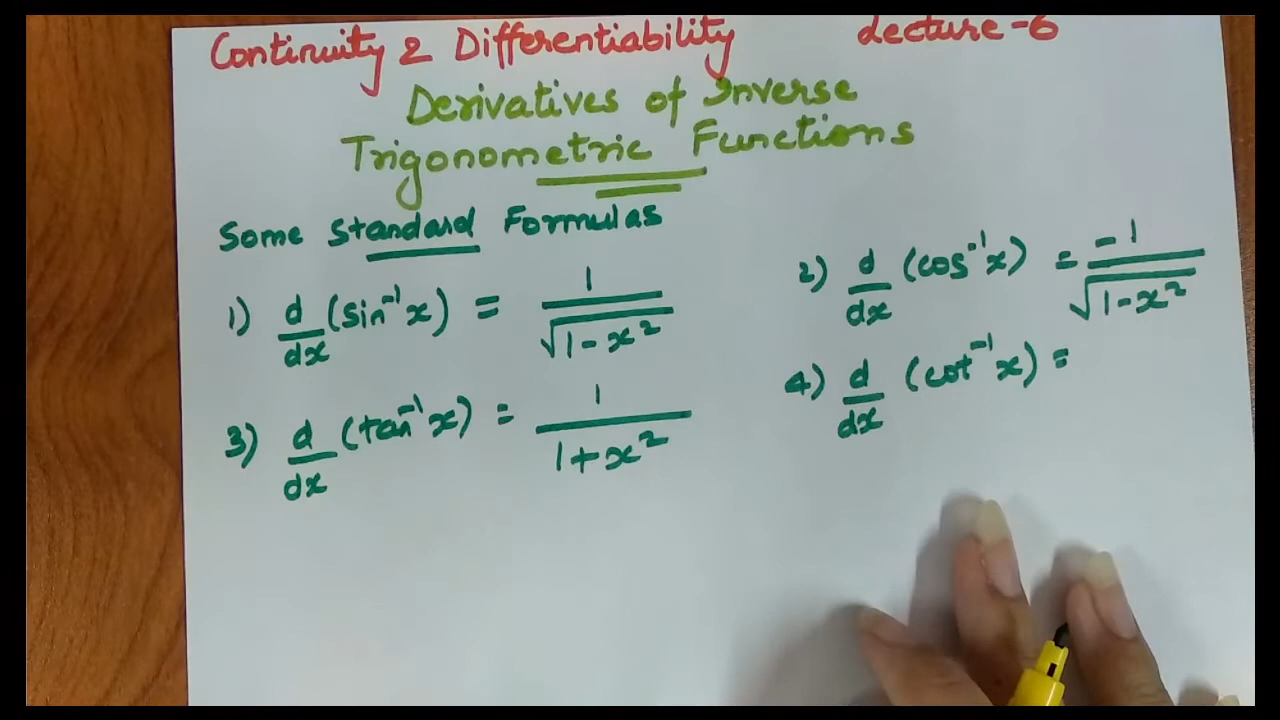 Continuity & Differentiability Lecture-6
Derivatives of Inverse
Trigonometric Functions
Some Standard Formulas
1) d/dx (sin⁻¹x) = 1/√(1-x²)
2) d/dx (cos⁻¹x) = -1/√(1-x²)
3) d/dx (tan⁻¹x) = 1/(1+x²)
4) d/dx (cot⁻¹x) =